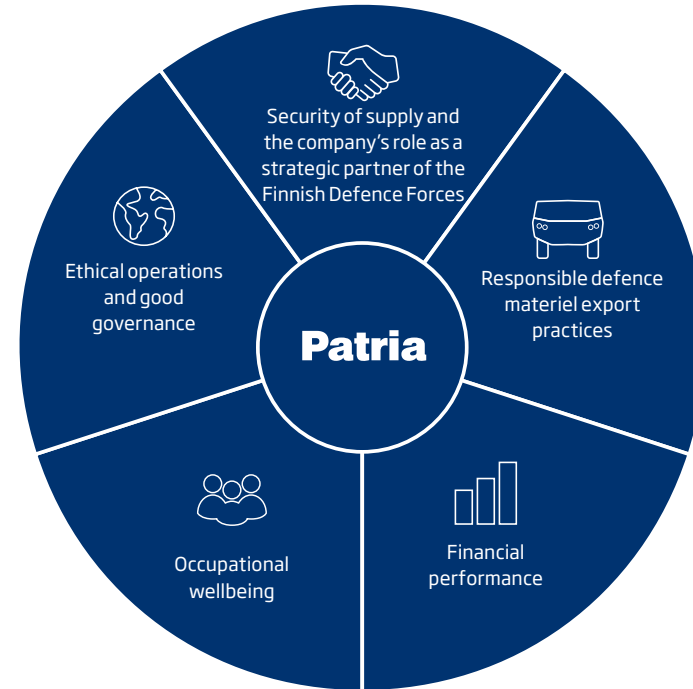 Security of supply and
the company's role as a
strategic partner of the
Finnish Defence Forces
Ethical operations
and good
governance
Responsible defence
materiel export
practices
Patria
Occupational
wellbeing
Financial
performance